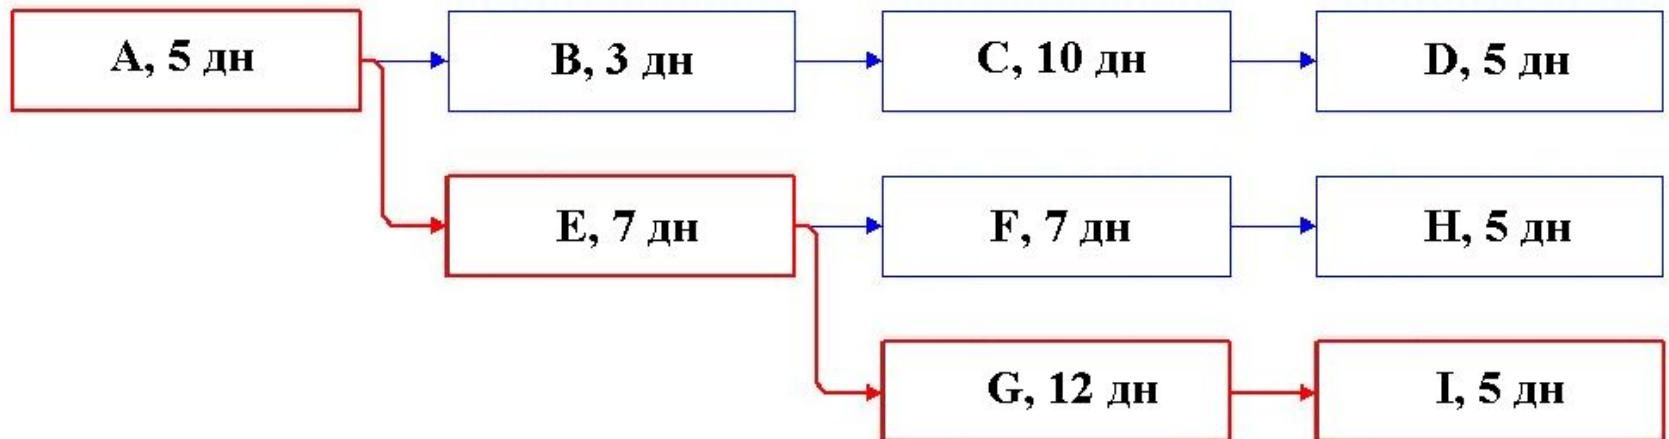 A, 5 дн
B, 3 дн
C, 10 дн
D, 5 дн
E, 7 дн
F, 7 дн
H, 5 дн
G, 12 дн
I, 5 дн